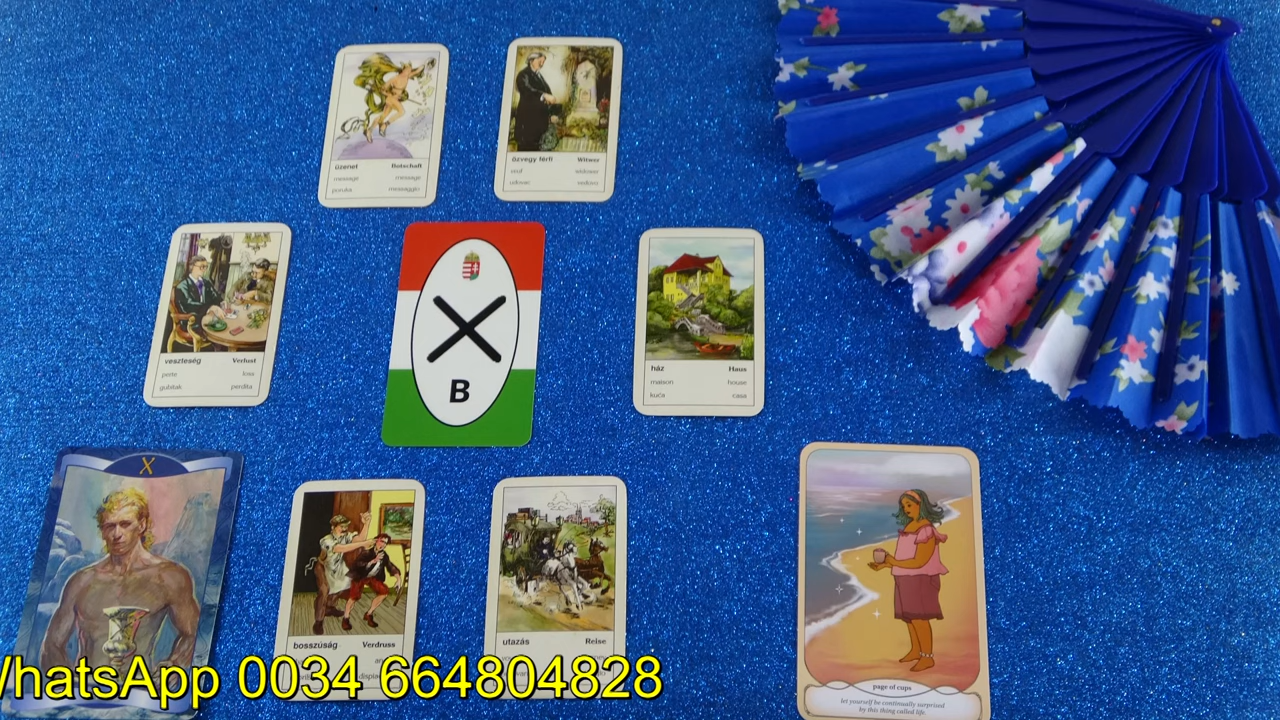 üzenet Botschaft
message message
poruka messaggio
özvegy férfi Witwer
veuf widower
udovac vedovo
veszteség Verlust
perte loss
gubitak perdita
X
B
ház Haus
maison house
kuća casa
X
bosszúság Verdruss
utazás Reise
WhatsApp 0034 664804828
page of cups
let yourself be continually surprised
by this thing called life.